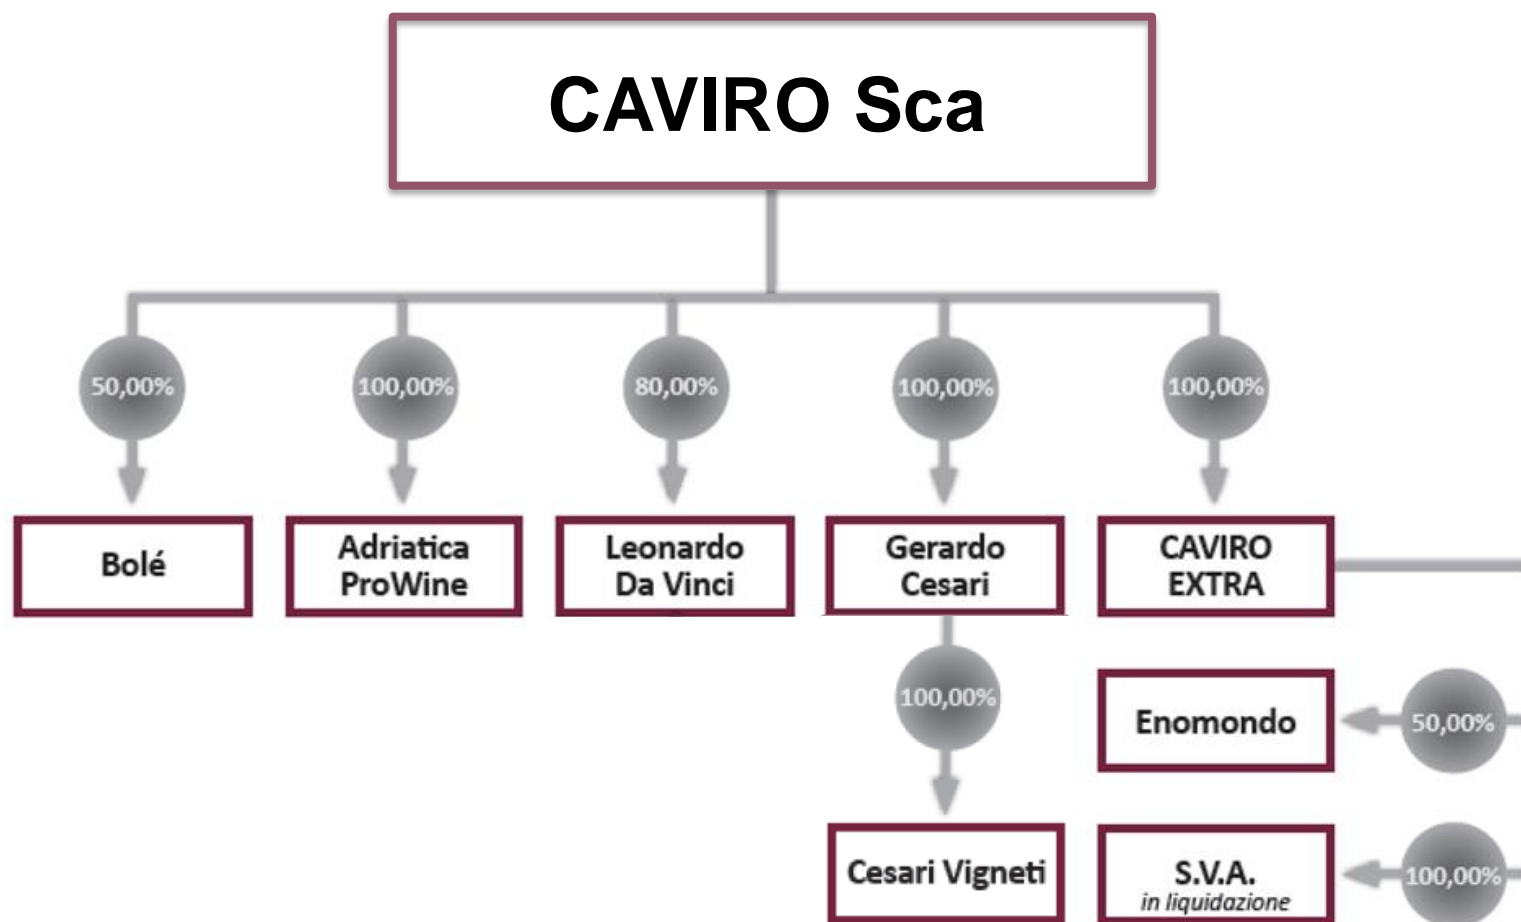 CAVIRO Sca
50,00%
100,00%
80,00%
100,00%
100,00%
Bolé
Adriatica
ProWine
Leonardo
Da Vinci
Gerardo
Cesari
CAVIRO
EXTRA
100,00%
Enomondo
50,00%
Cesari Vigneti
S.V.A.
in liquidazione
100,00%